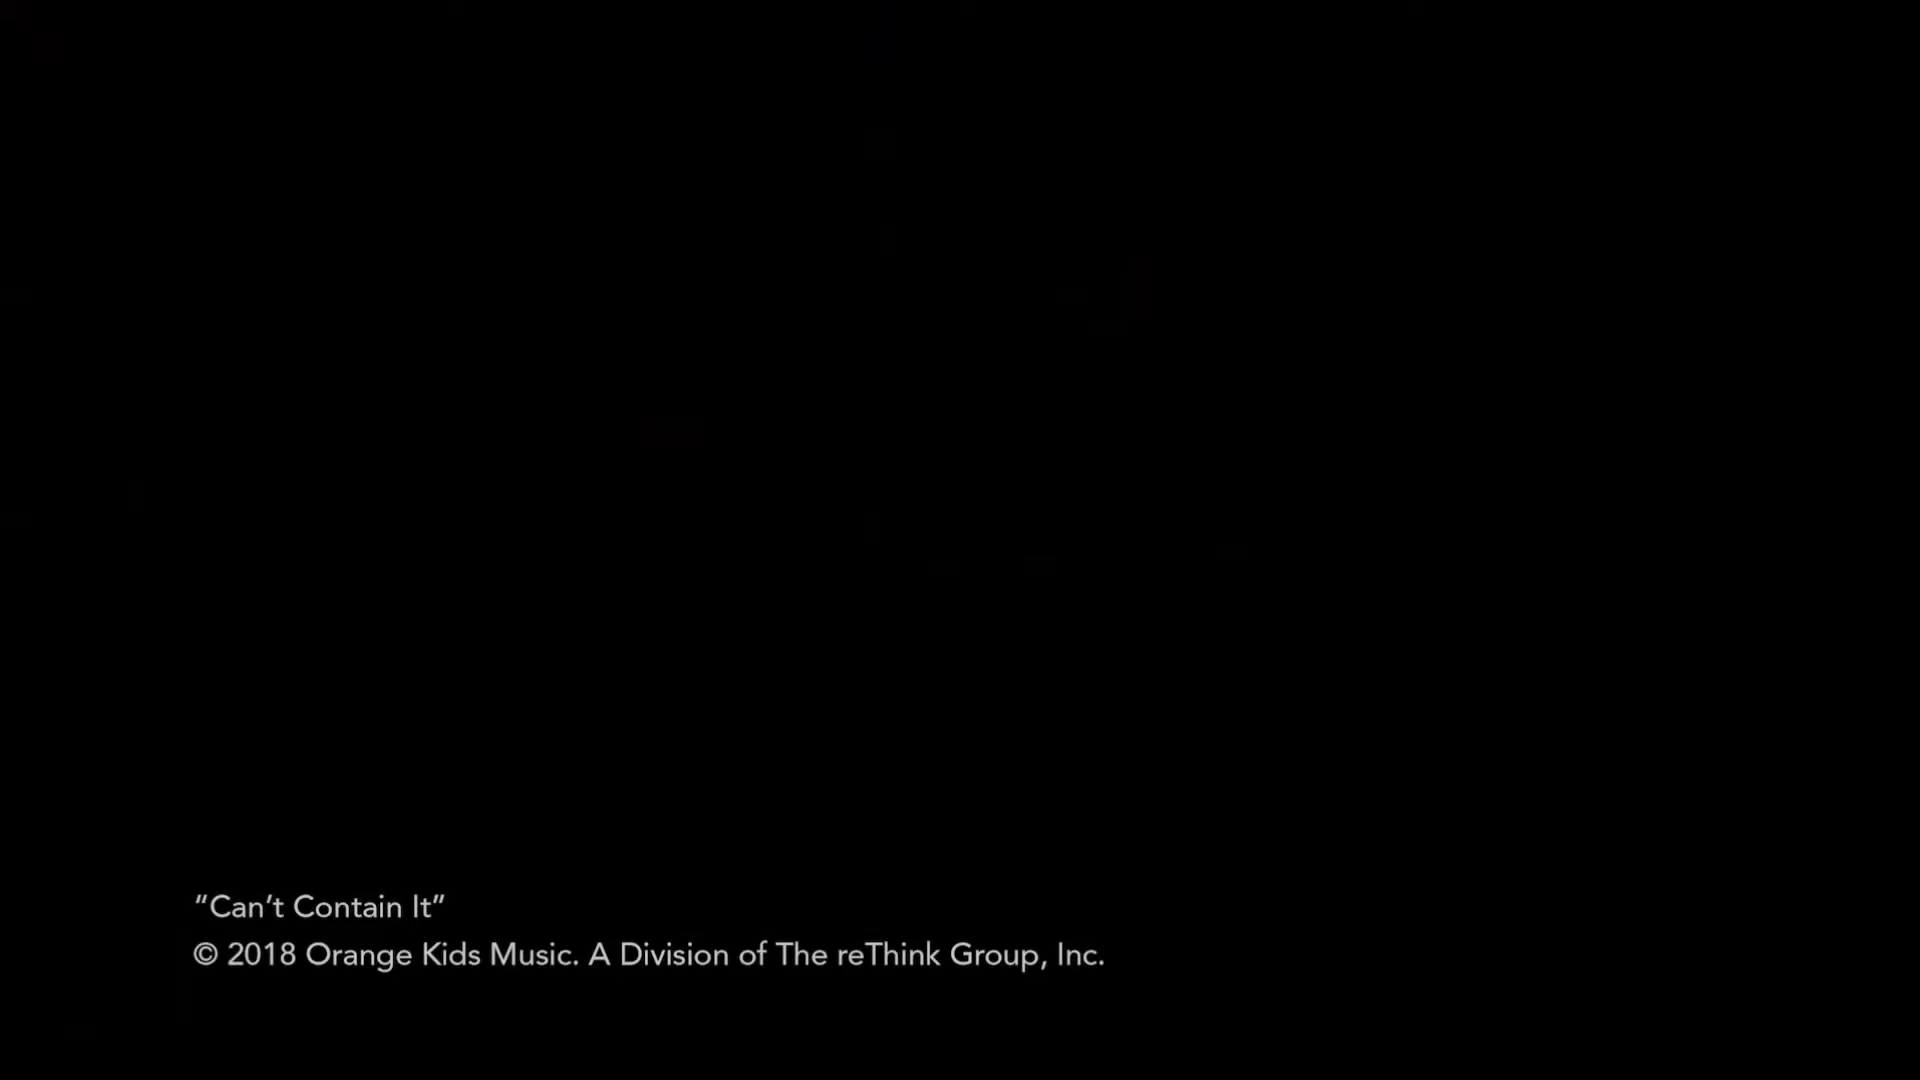 “Can’t Contain It”
© 2018 Orange Kids Music. A Division of The reThink Group, Inc.